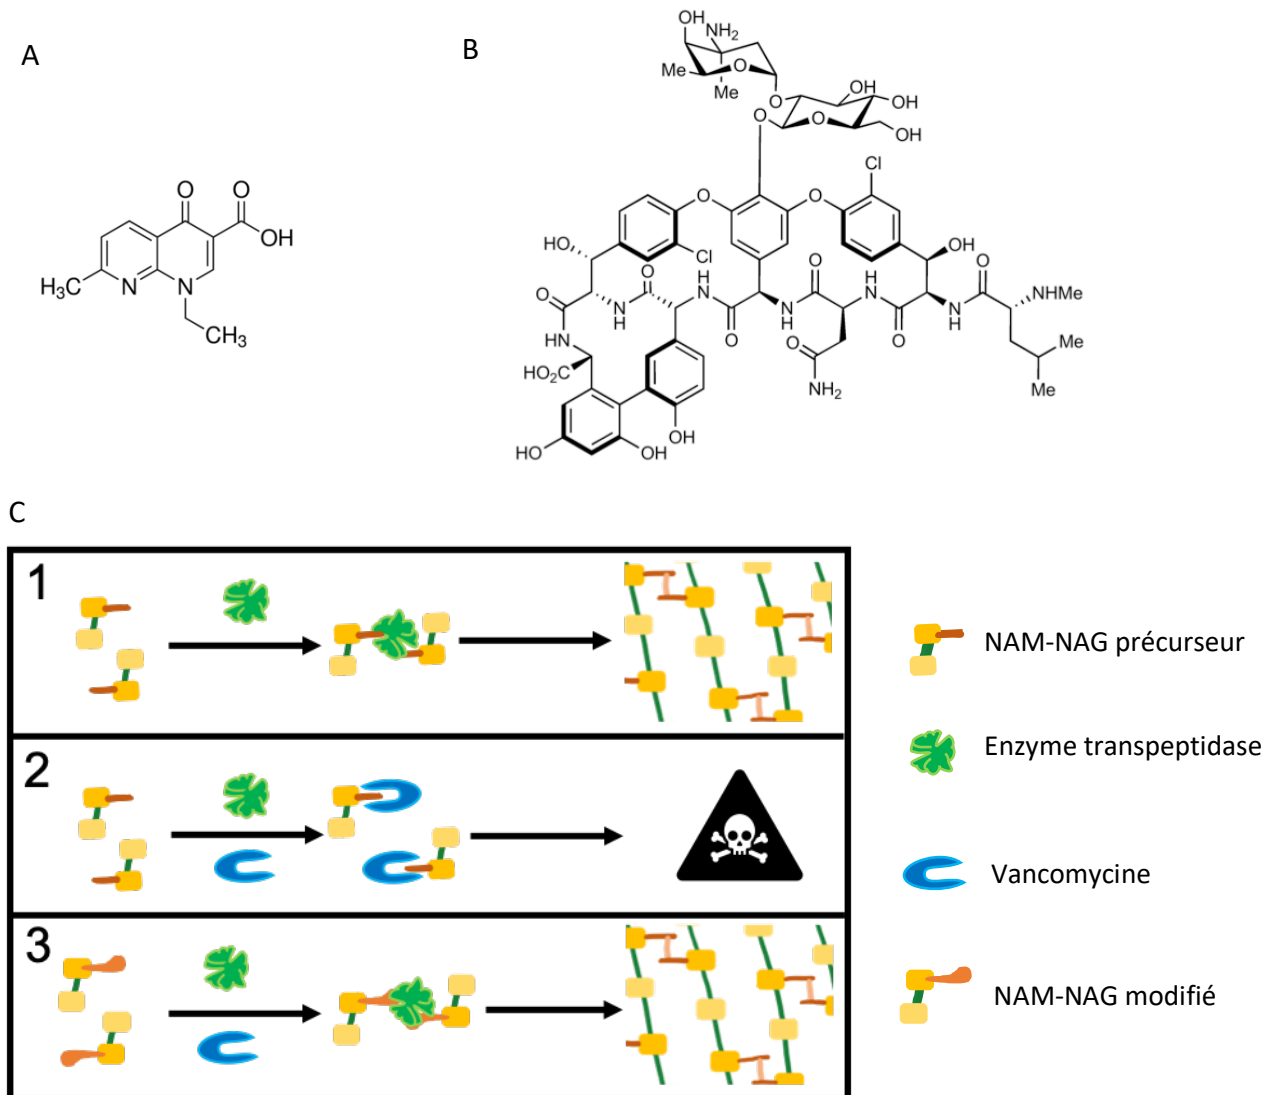 A
B
O
O
OH
H₃C
N
N
CH₃
OH
NH₂
Me
O
Me
O
OH
OH
O
O
OH
Cl
O
O
HO
Cl
OH
O
O
H
N
O
H
N
O
NHMe
N
H
O
N
H
O
N
H
HN
O
Me
HO₂C
NH₂
Me
OH
HO
OH
C
1
NAM-NAG précurseur
Enzyme transpeptidase
2
Vancomycine
3
NAM-NAG modifié